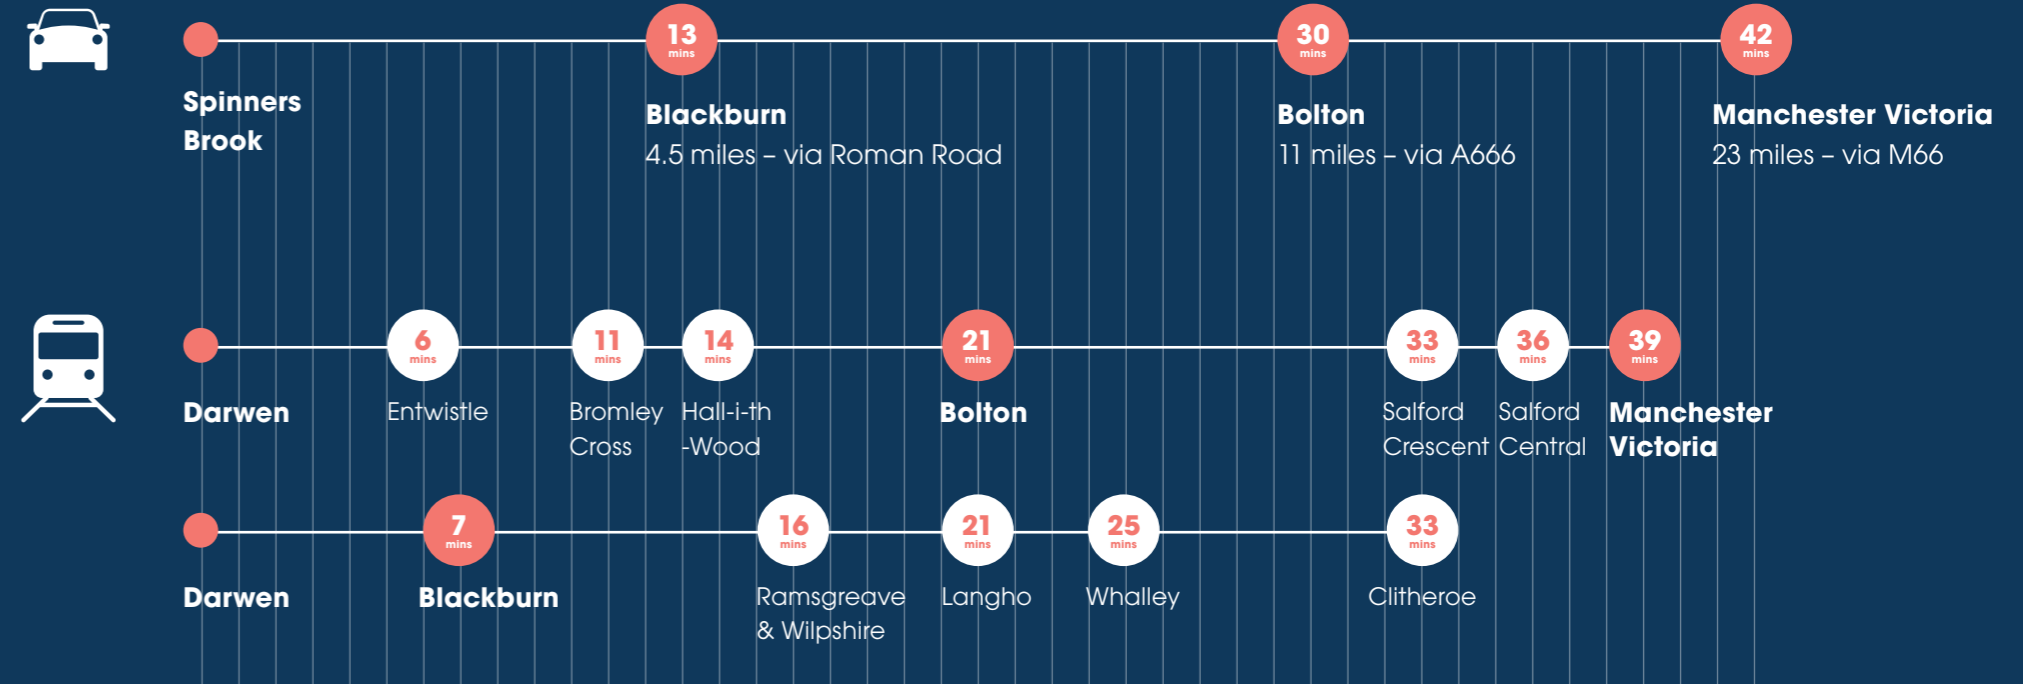 13
mins
30
mins
42
mins
Spinners
Brook
Blackburn
4.5 miles – via Roman Road
Bolton
11 miles – via A666
Manchester Victoria
23 miles – via M66
6
mins
11
mins
14
mins
21
mins
33
mins
36
mins
39
mins
Darwen
Entwistle
Bromley
Cross
Hall-i-th
-Wood
Bolton
Salford
Crescent
Salford
Central
Manchester
Victoria
7
mins
16
mins
21
mins
25
mins
33
mins
Darwen
Blackburn
Ramsgreave
& Wilpshire
Langho
Whalley
Clitheroe